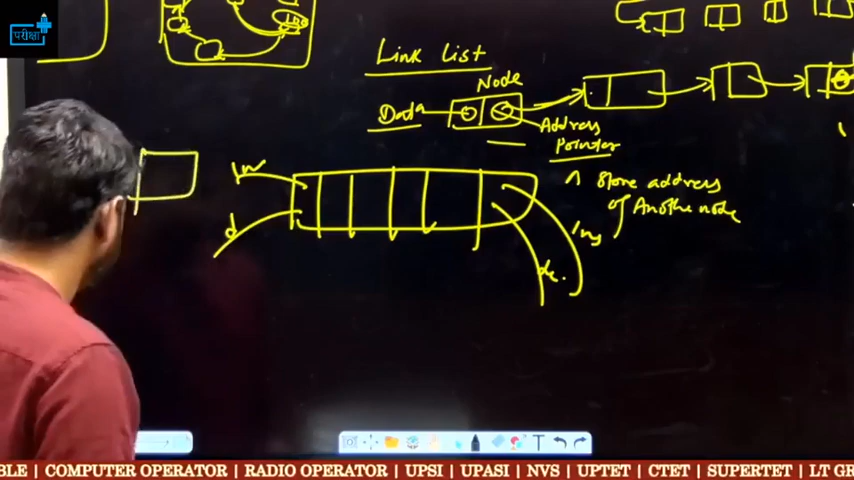 परीक्षा
Link List
Node
Data
Address
Pointer
Store address
of Another node
Ins
d
BLE | COMPUTER OPERATOR | RADIO OPERATOR | UPSI | UPASI | NVS | UPTET | CTET | SUPERTET | LT GR